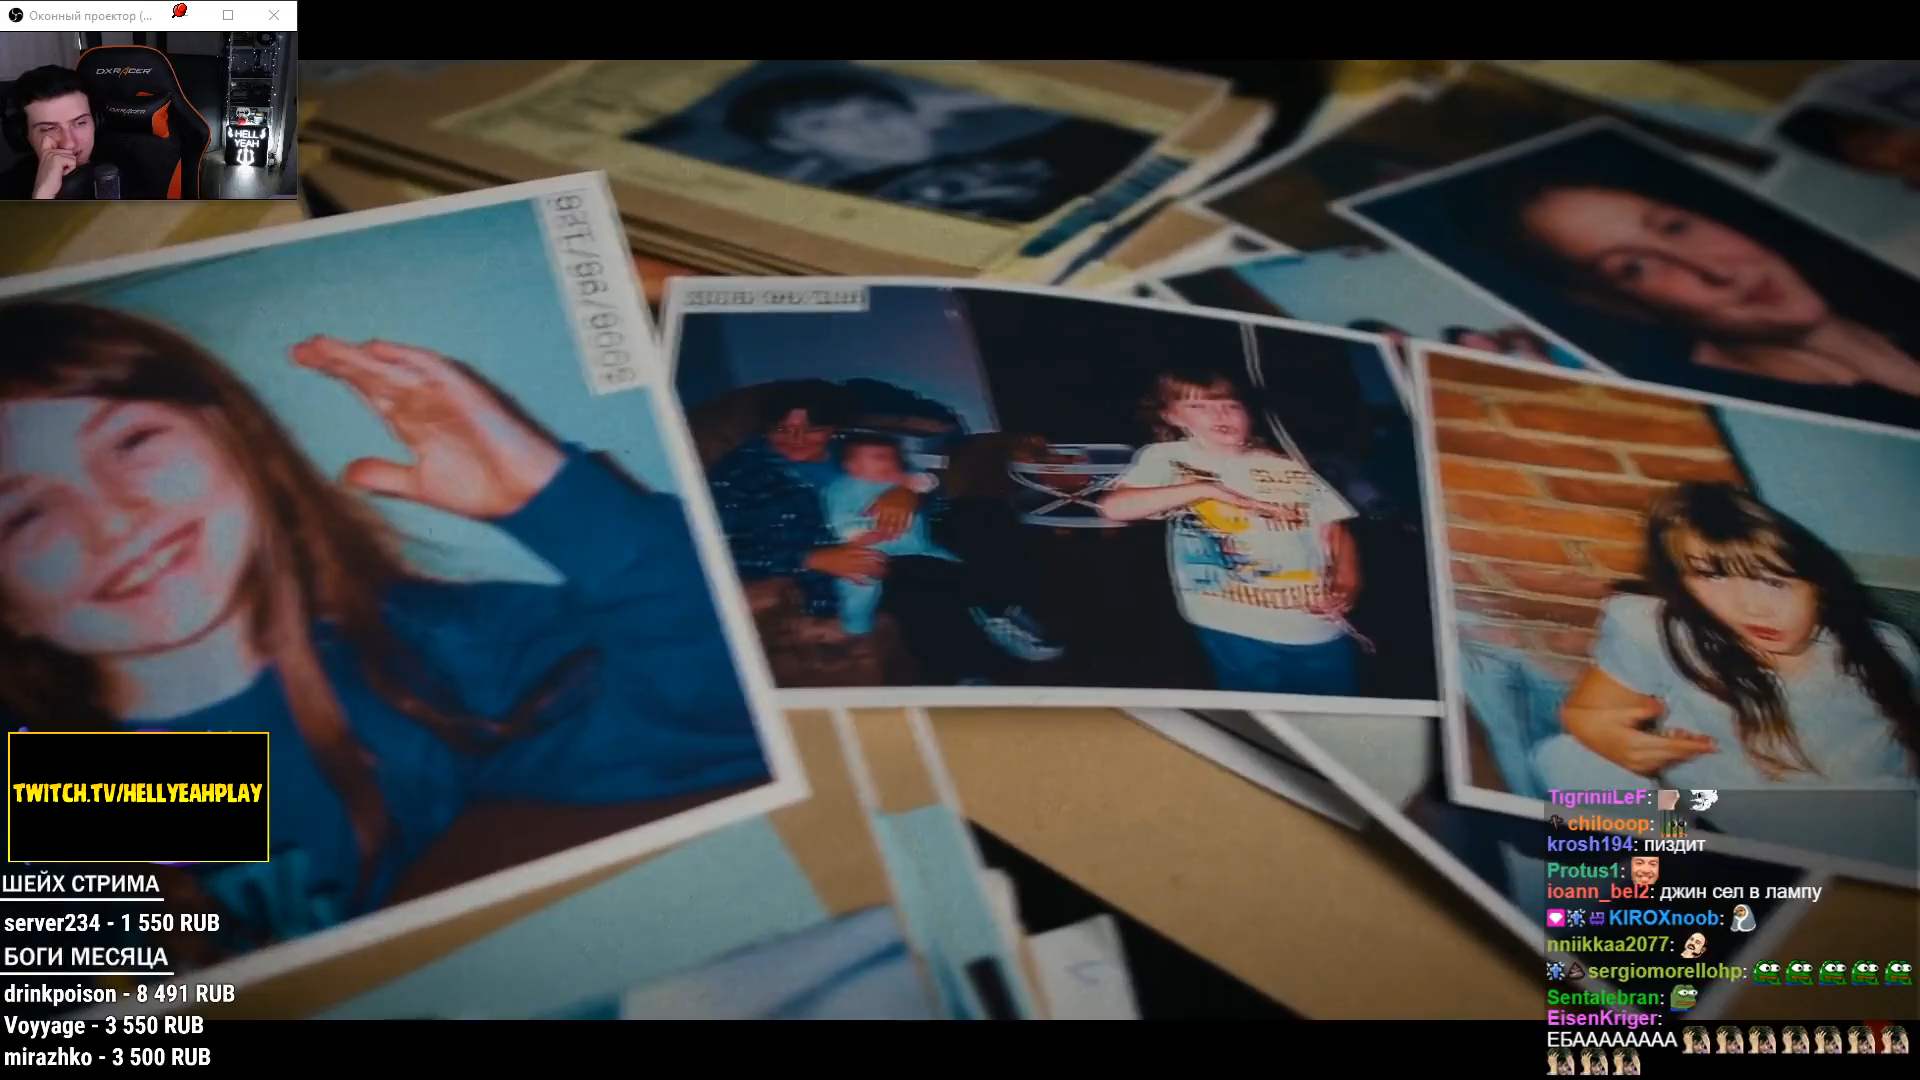 Оконный проектор (...
DXRACER
DXRACER
HELL
YEAH
TWITCH.TV/HELLYEAHPLAY
ШЕЙХ СТРИМА
server234 - 1 550 RUB
БОГИ МЕСЯЦА
drinkpoison - 8 491 RUB
Voyyage - 3 550 RUB
mirazhko - 3 500 RUB
TigriniiLeF:
chilooop:
krosh194: пиздит
Protus1:
ioann_bel2: джин сел в лампу
KIROXnoob:
nniikkaa2077:
sergiomorellohp:
Sentalebran:
EisenKriger:
ЕБАААААААА